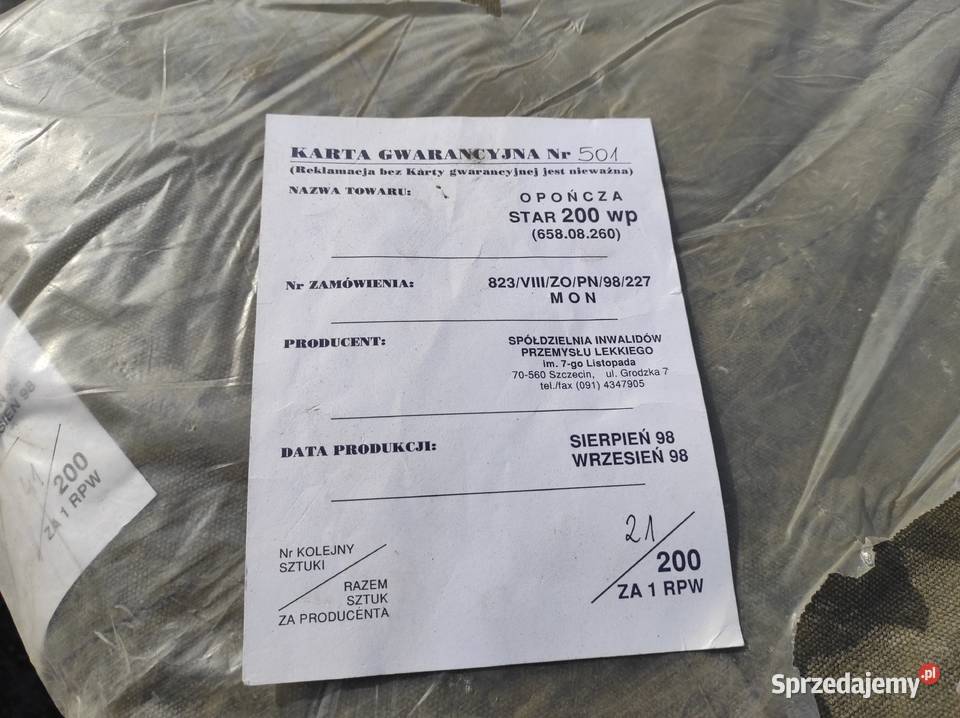 KARTA GWARANCYJNA Nr 501
(Reklamacja bez Karty gwarancyjnej jest nieważna)
NAZWA TOWARU:
OPOŃCZA
STAR 200 wp
(658.08.260)
Nr ZAMÓWIENIA:
823/VIII/ZO/PN/98/227
MON
PRODUCENT:
SPÓŁDZIELNIA INWALIDÓW
PRZEMYSŁU LEKKIEGO
im. 7-go Listopada
70-560 Szczecin, ul. Grodzka 7
tel./fax (091) 4347905
DATA PRODUKCJI:
SIERPIEŃ 98
WRZESIEŃ 98
Nr KOLEJNY
SZTUKI
RAZEM
SZTUK
ZA PRODUCENTA
21
200
ZA 1 RPW
98
41
200
ZA 1 RPW
Sprzedajemy.pl